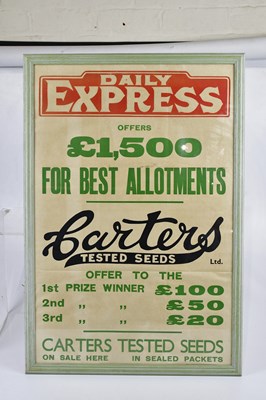 DAILY
EXPRESS
OFFERS
£1,500
FOR BEST ALLOTMENTS
Carters
TESTED SEEDS Ltd.
OFFER TO THE
1st PRIZE WINNER £100
2nd ,, ,, £50
3rd ,, ,, £20
CARTERS TESTED SEEDS
ON SALE HERE IN SEALED PACKETS